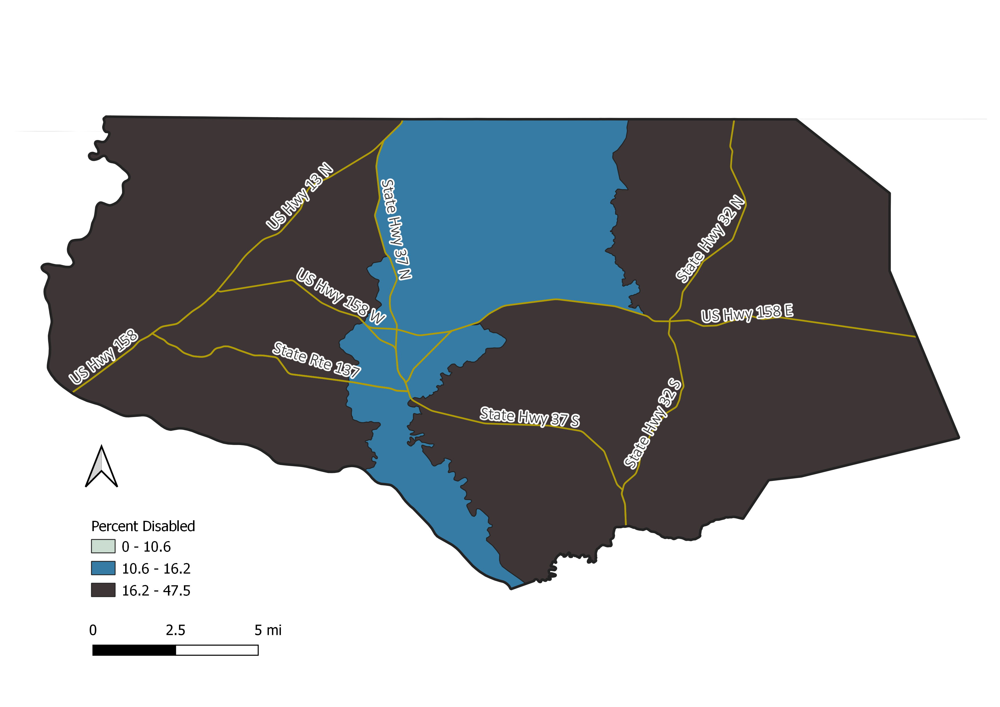 US Hwy 13 N
State Hwy 37 N
State Hwy 32 N
US Hwy 158 W
US Hwy 158 E
US Hwy 158
State Rte 137
State Hwy 32 S
State Hwy 37 S
Percent Disabled
0 - 10.6
10.6 - 16.2
16.2 - 47.5
0 2.5 5 mi